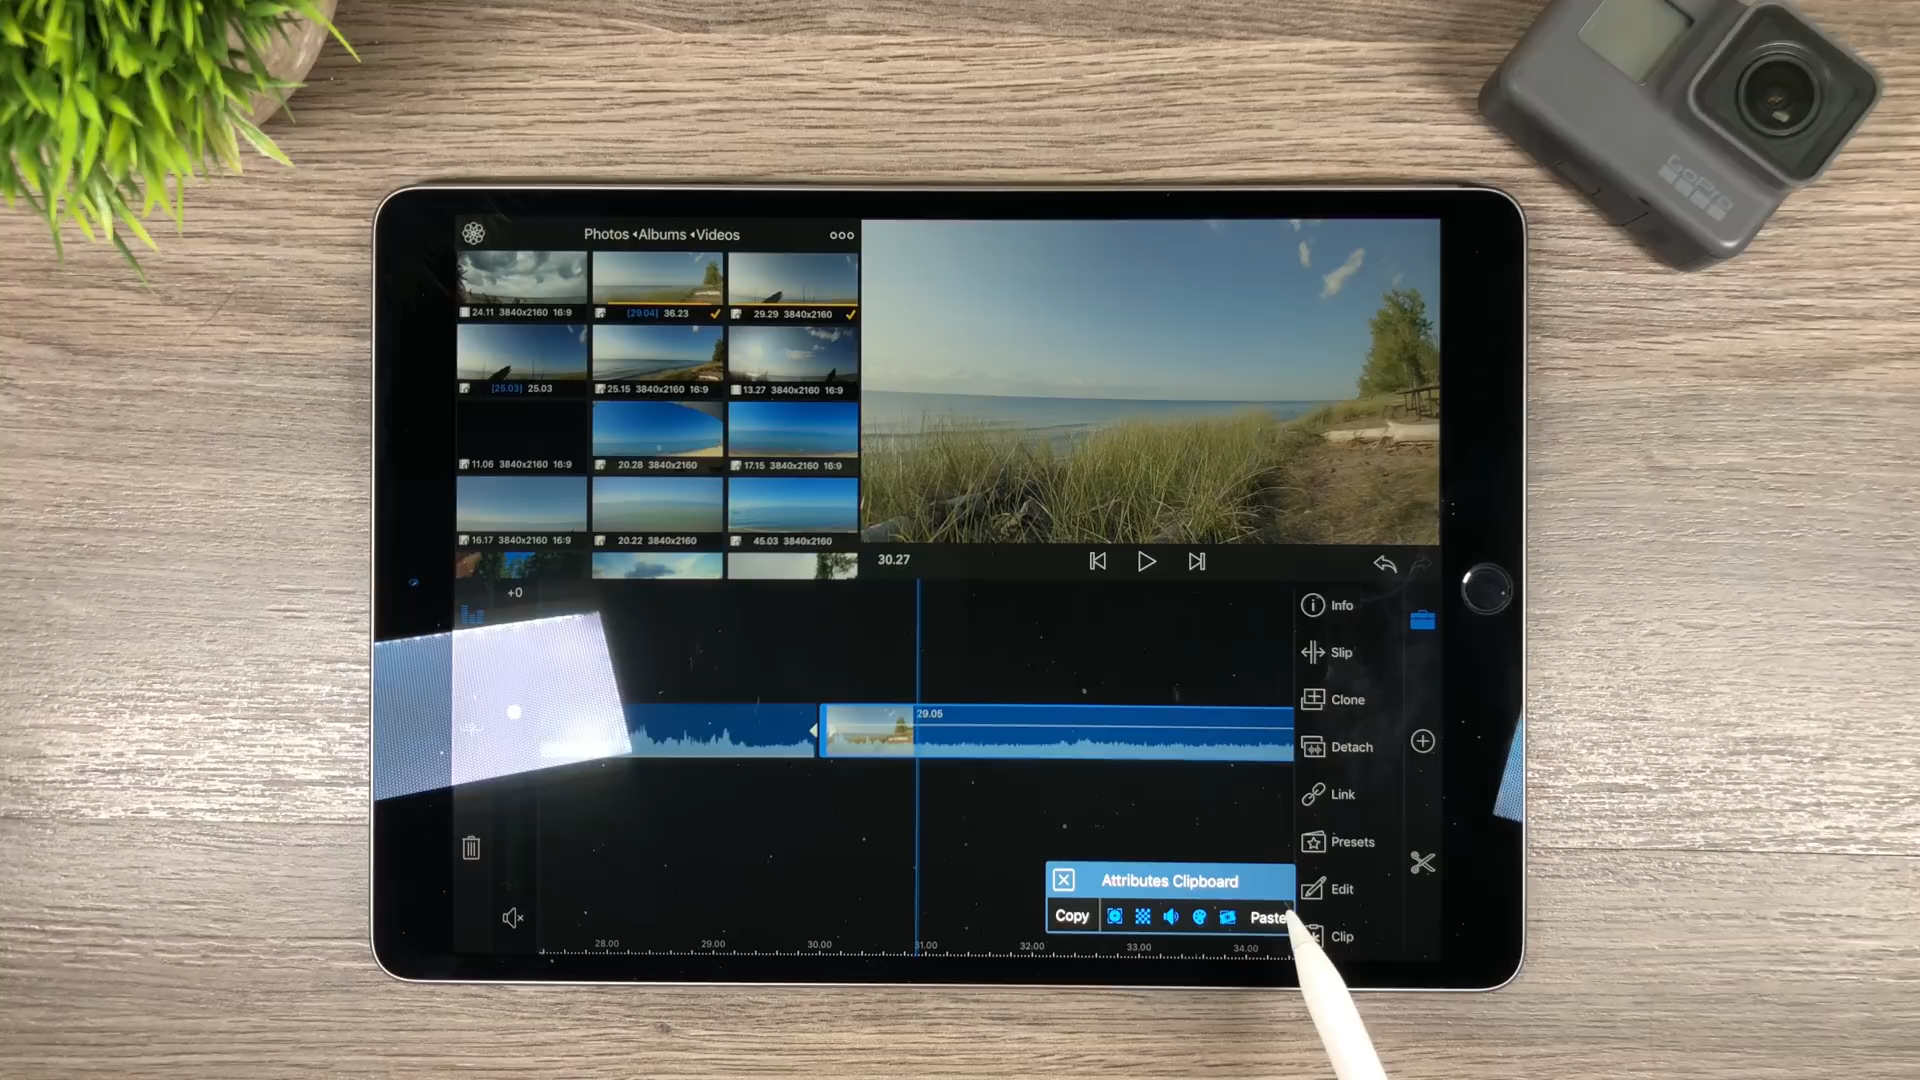 GoPro
Photos Albums Videos
24.11 3840x2160 16:9
[29.04] 36.23
29.29 3840x2160
[25.03] 25.03
25.15 3840x2160 16:9
13.27 3840x2160 16:9
11.06 3840x2160 16:9
20.28 3840x2160
17.15 3840x2160 16:9
16.17 3840x2160 16:9
20.22 3840x2160
45.03 3840x2160
30.27
+0
Info
Slip
Clone
29.05
Detach
Link
Presets
Attributes Clipboard
Edit
Copy
Paste
Clip
28.00 29.00 30.00 31.00 32.00 33.00 34.00